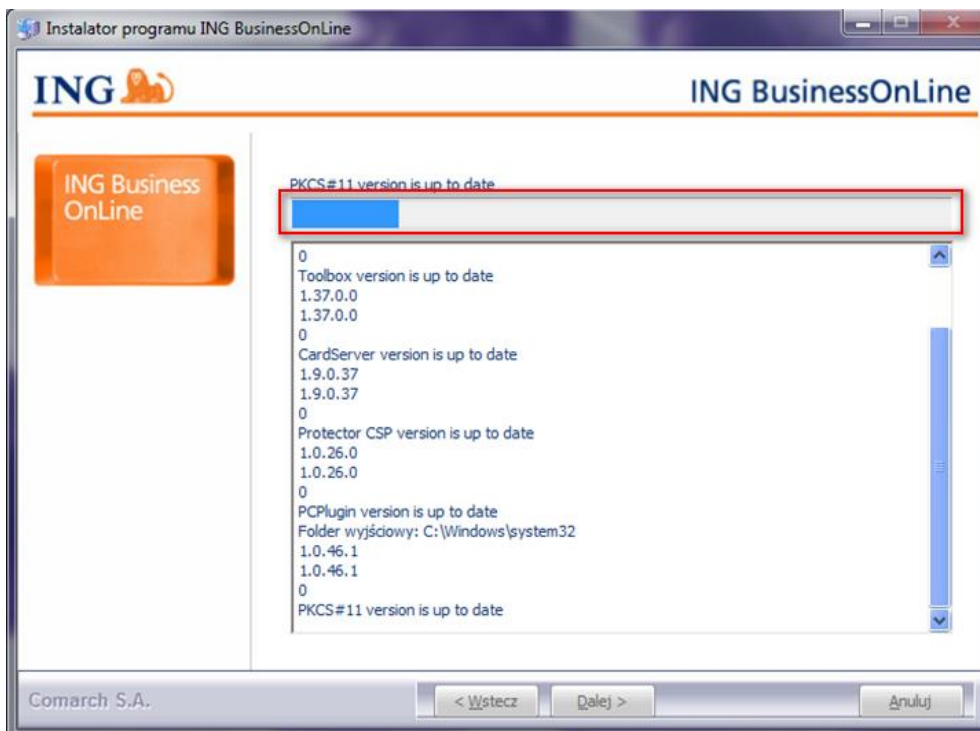 Instalator programu ING BusinessOnLine
ING
ING BusinessOnLine
ING Business
OnLine
PKCS#11 version is up to date
0
Toolbox version is up to date
1.37.0.0
1.37.0.0
0
CardServer version is up to date
1.9.0.37
1.9.0.37
0
Protector CSP version is up to date
1.0.26.0
1.0.26.0
0
PCPlugin version is up to date
Folder wyjściowy: C:\Windows\system32
1.0.46.1
1.0.46.1
0
PKCS#11 version is up to date
Comarch S.A.
< Wstecz
Dalej >
Anuluj